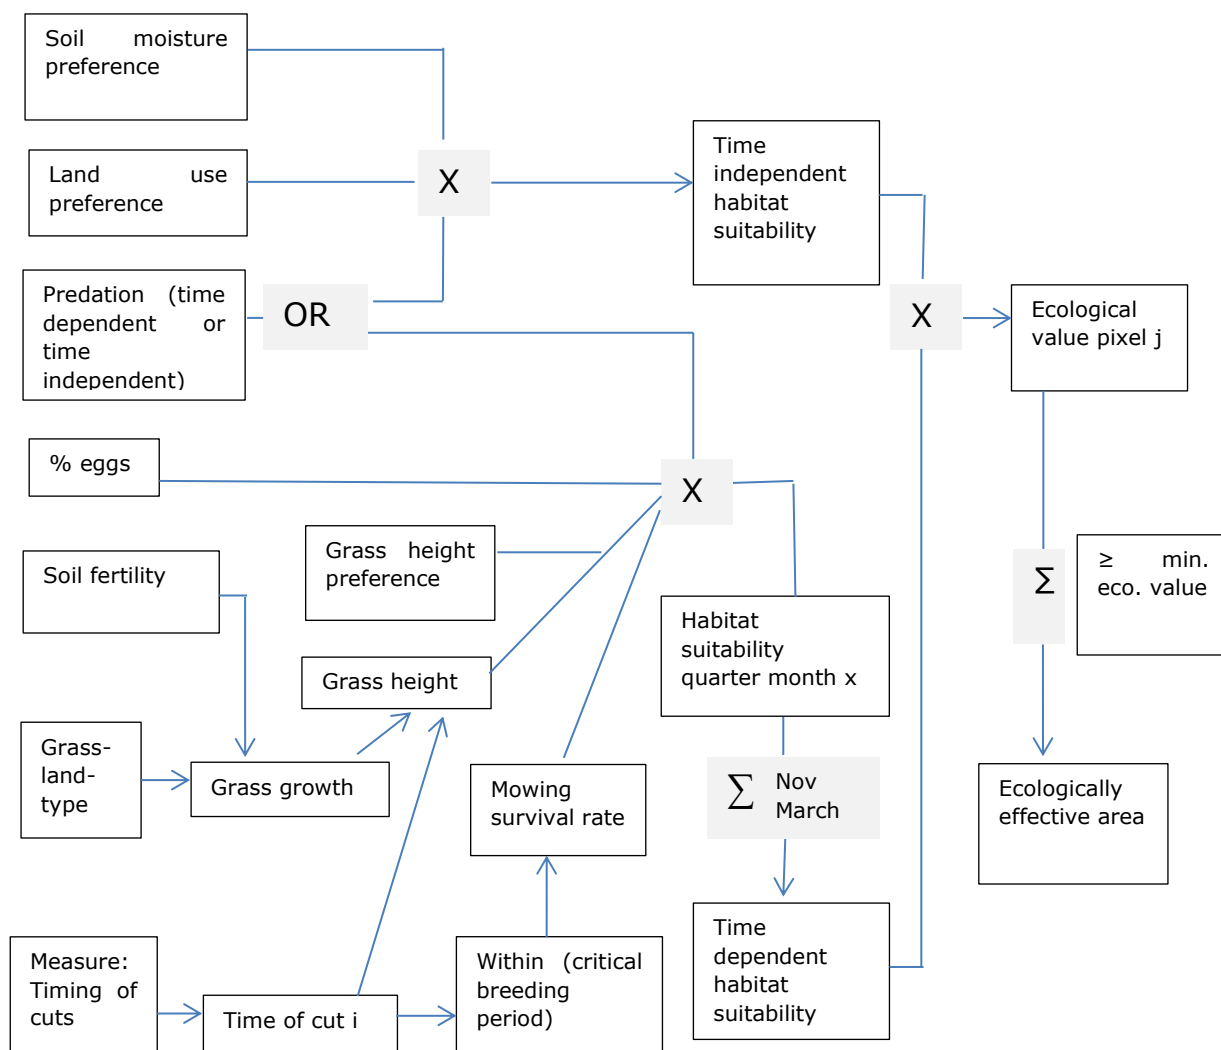 Soil moisture
preference
Land use
preference
X
Time
independent
habitat
suitability
Predation (time
dependent or
time
independent)
OR
X
Ecological
value pixel j
% eggs
X
Grass height
preference
Soil fertility
Σ
≥ min.
eco. value
Habitat
suitability
quarter month x
Grass height
Grass-
land-
type
Grass growth
Mowing
survival rate
∑ Nov
March
Ecologically
effective area
Measure:
Timing of
cuts
Time of cut i
Within (critical
breeding
period)
Time
dependent
habitat
suitability